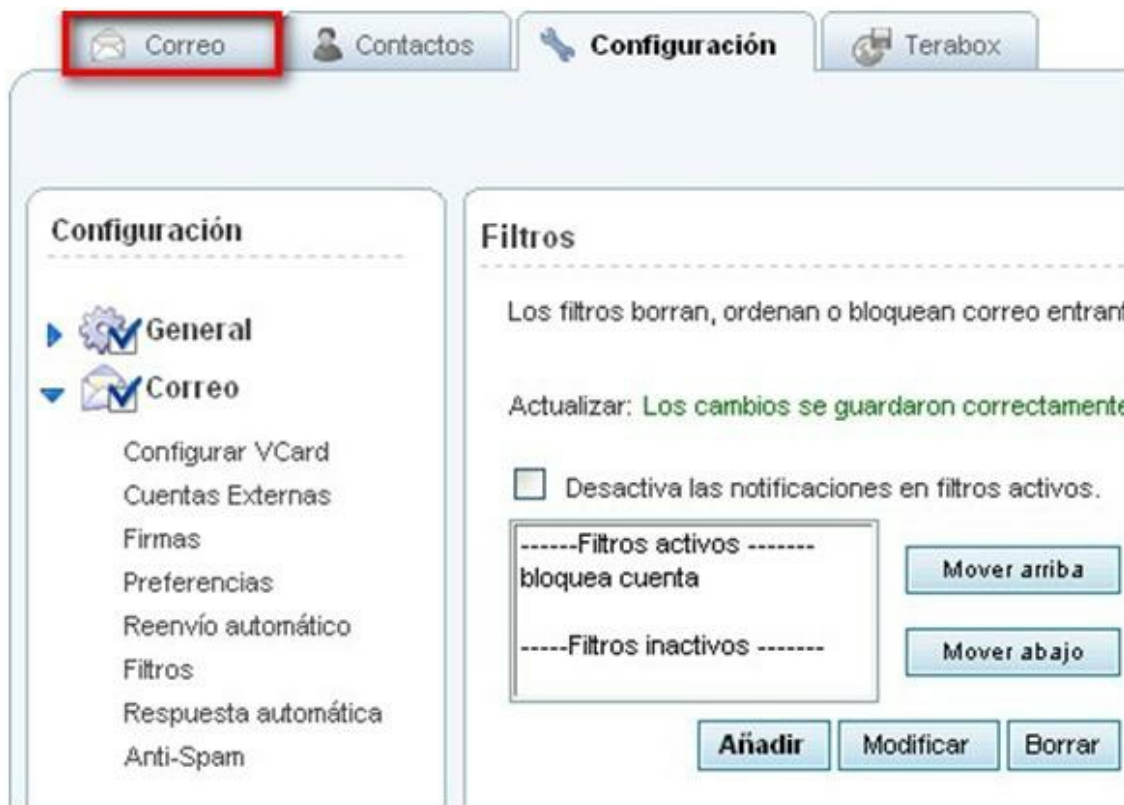 Correo
Contactos
Configuración
Terabox
Configuración
General
Correo
Configurar VCard
Cuentas Externas
Firmas
Preferencias
Reenvío automático
Filtros
Respuesta automática
Anti-Spam
Filtros
Los filtros borran, ordenan o bloquean correo
Actualizar: Los cambios se guardaron correctamente
Desactiva las notificaciones en filtros activos.
------Filtros activos -------
bloquea cuenta
-----Filtros inactivos -------
Mover arriba
Mover abajo
Añadir
Modificar
Borrar